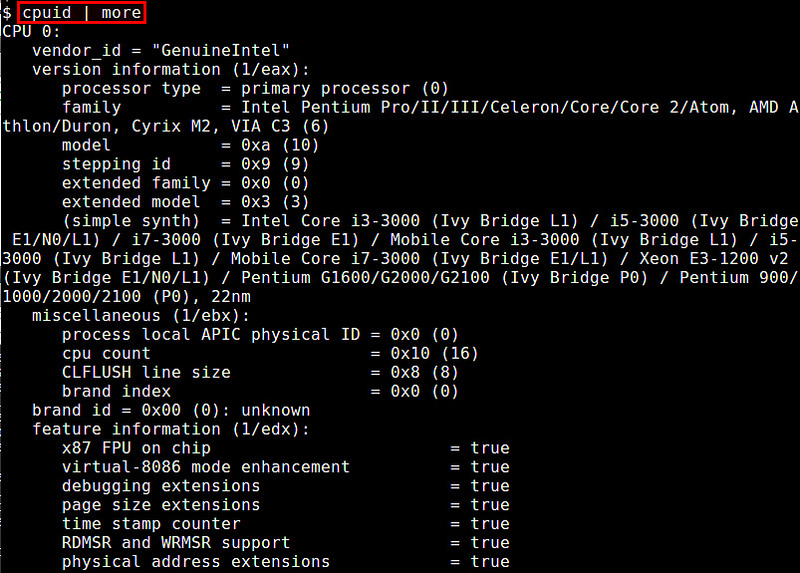 $ cpuid | more
CPU 0:
   vendor_id = "GenuineIntel"
   version information (1/eax):
      processor type  = primary processor (0)
      family          = Intel Pentium Pro/II/III/Celeron/Core/Core 2/Atom, AMD A
thlon/Duron, Cyrix M2, VIA C3 (6)
      model           = 0xa (10)
      stepping id     = 0x9 (9)
      extended family = 0x0 (0)
      extended model  = 0x3 (3)
      (simple synth)  = Intel Core i3-3000 (Ivy Bridge L1) / i5-3000 (Ivy Bridge
 E1/N0/L1) / i7-3000 (Ivy Bridge E1) / Mobile Core i3-3000 (Ivy Bridge L1) / i5-
3000 (Ivy Bridge L1) / Mobile Core i7-3000 (Ivy Bridge E1/L1) / Xeon E3-1200 v2
(Ivy Bridge E1/N0/L1) / Pentium G1600/G2000/G2100 (Ivy Bridge P0) / Pentium 900/
1000/2000/2100 (P0), 22nm
   miscellaneous (1/ebx):
      process local APIC physical ID = 0x0 (0)
      cpu count                      = 0x10 (16)
      CLFLUSH line size              = 0x8 (8)
      brand index                    = 0x0 (0)
   brand id = 0x00 (0): unknown
   feature information (1/edx):
      x87 FPU on chip                        = true
      virtual-8086 mode enhancement          = true
      debugging extensions                   = true
      page size extensions                   = true
      time stamp counter                     = true
      RDMSR and WRMSR support                = true
      physical address extensions            = true